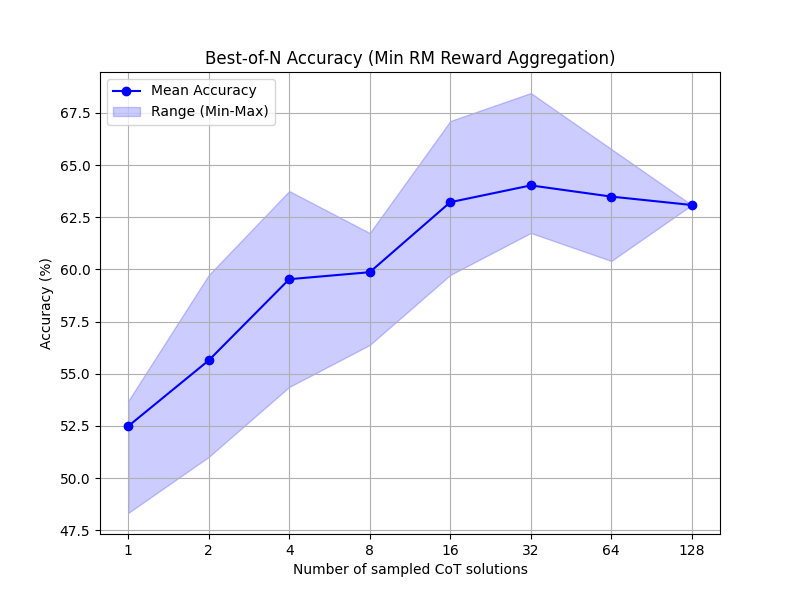 Best-of-N Accuracy (Min RM Reward Aggregation)
Mean Accuracy
Range (Min-Max)
67.5
65.0
62.5
60.0
57.5
55.0
52.5
50.0
47.5
Accuracy (%)
1 2 4 8 16 32 64 128
Number of sampled CoT solutions